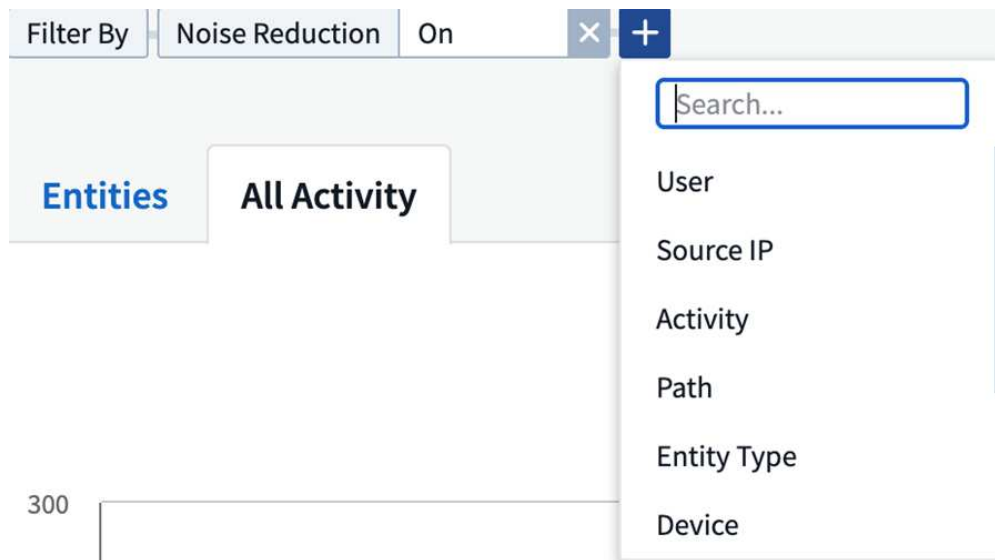 Filter By Noise Reduction On × +
Search...
Entities All Activity
User
Source IP
Activity
Path
Entity Type
Device
300